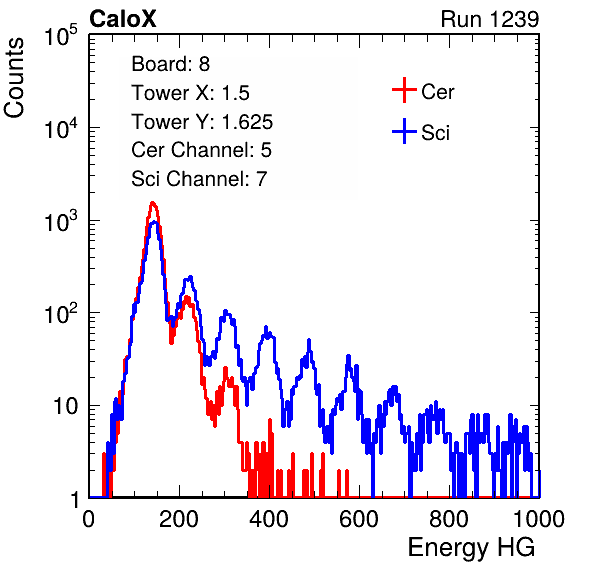 CaloX Run 1239
Counts
Board: 8
Tower X: 1.5
Tower Y: 1.625
Cer Channel: 5
Sci Channel: 7
Cer
Sci
10^5
10^4
10^3
10^2
10
1
0 200 400 600 800 1000
Energy HG